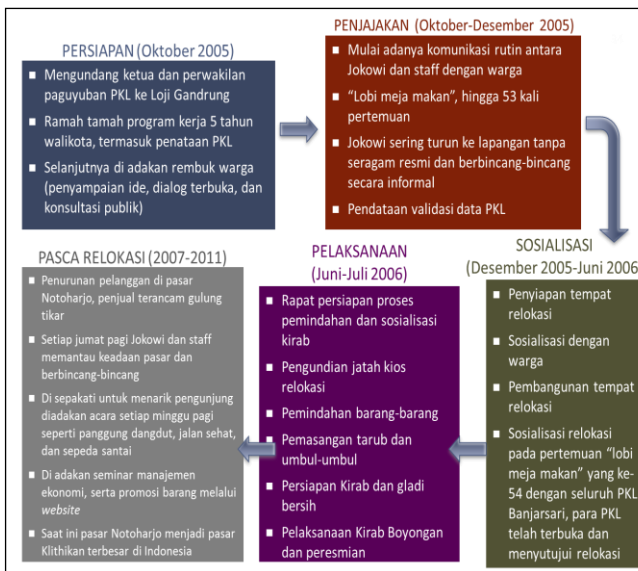 PERSIAPAN (Oktober 2005)
Mengundang ketua dan perwakilan
paguyuban PKL ke Loji Gandrung
Ramah tamah program kerja 5 tahun
walikota, termasuk penataan PKL
Selanjutnya di adakan rembuk warga
(penyampaian ide, dialog terbuka, dan
konsultasi publik)
PENJAJAKAN (Oktober-Desember 2005)
Mulai adanya komunikasi rutin antara
Jokowi dan staff dengan warga
“Lobi meja makan”, hingga 53 kali
pertemuan
Jokowi sering turun ke lapangan tanpa
seragam resmi dan berbincang-bincang
secara informal
Pendataan validasi data PKL
SOSIALISASI
(Desember 2005-Juni 2006)
Penyiapan tempat
relokasi
Sosialisasi dengan
warga
Pembangunan tempat
relokasi
Sosialisasi relokasi
pada pertemuan “lobi
meja makan” yang ke-
54 dengan seluruh PKL
Banjarsari, para PKL
telah terbuka dan
menyutujui relokasi
PELAKSANAAN
(Juni-Juli 2006)
Rapat persiapan proses
pemindahan dan sosialisasi
kirab
Pengundian jatah kios
relokasi
Pemindahan barang-barang
Pemasangan tarub dan
umbul-umbul
Persiapan Kirab dan gladi
bersih
Pelaksanaan Kirab Boyongan
dan peresmian
PASCA RELOKASI (2007-2011)
Penurunan pelanggan di pasar
Notoharjo, penjual terancam gulung
tikar
Setiap jumat pagi Jokowi dan staff
memantau keadaan pasar dan
berbincang-bincang
Di sepakati untuk menarik pengunjung
diadakan acara setiap minggu pagi
seperti panggung dangdut, jalan sehat,
dan sepeda santai
Di adakan seminar manajemen
ekonomi, serta promosi barang melalui
website
Saat ini pasar Notoharjo menjadi pasar
Klithikan terbesar di Indonesia